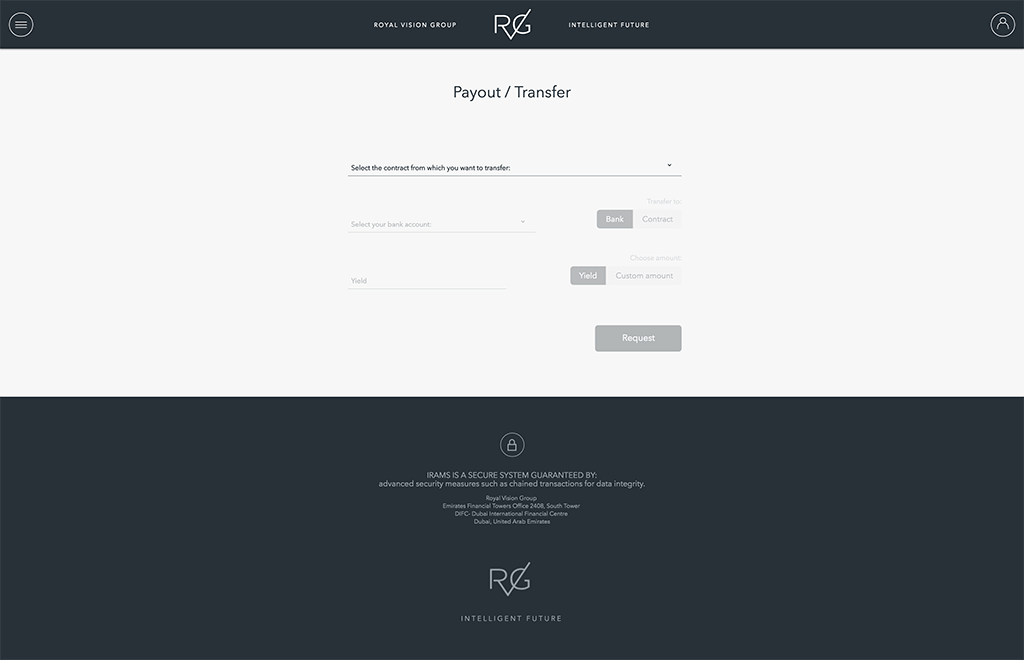 ROYAL VISION GROUP
RVG
INTELLIGENT FUTURE
Payout / Transfer
Select the contract from which you want to transfer:
Transfer to:
Select your bank account:
Bank
Contract
Choose amount:
Yield
Yield
Custom amount
Request
IRAMS IS A SECURE SYSTEM GUARANTEED BY:
advanced security measures such as chained transactions for data integrity.
Royal Vision Group
Emirates Financial Towers Office 2408, South Tower
DIFC- Dubai International Financial Centre
Dubai, United Arab Emirates
RVG
INTELLIGENT FUTURE